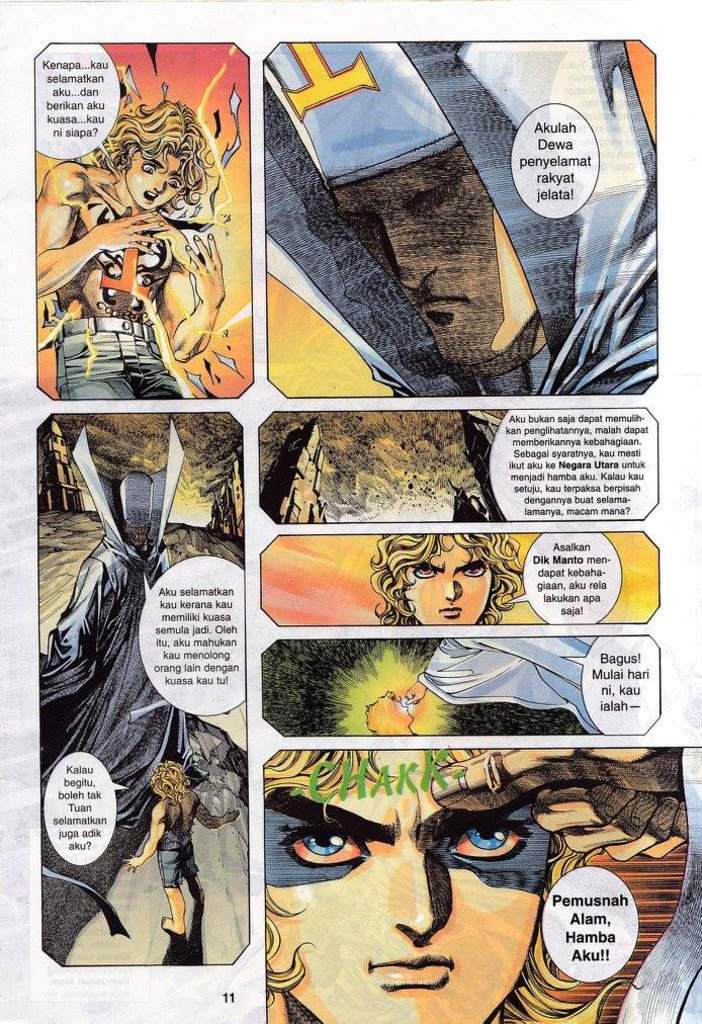 Kenapa...kau
selamatkan
aku...dan
berikan aku
kuasa...kau
ni siapa?
Akulah
Dewa
penyelamat
rakyat
jelata!
Aku selamatkan
kau kerana kau
memiliki kuasa
semula jadi. Oleh
itu, aku mahukan
kau menolong
orang lain dengan
kuasa kau tu!
Kalau
begitu,
boleh tak
Tuan
selamatkan
juga adik
aku?
Aku bukan saja dapat memulih-
kan penglihatannya, malah dapat
memberikannya kebahagiaan.
Sebagai syaratnya, kau mesti
ikut aku ke Negara Utara untuk
menjadi hamba aku. Kalau kau
setuju, kau terpaksa berpisah
dengannya buat selama-
lamanya, macam mana?
Asalkan
Dik Manto men-
dapat kebaha-
giaan, aku rela
lakukan apa
saja!
Bagus!
Mulai hari
ni, kau
ialah—
CHAKK
Pemusnah
Alam,
Hamba
Aku!!
11